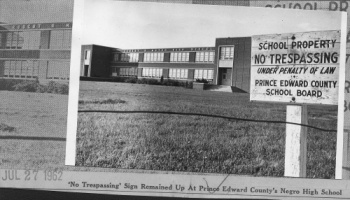 SCHOOL PROPERTY
NO TRESPASSING
UNDER PENALTY OF LAW
PRINCE EDWARD COUNTY
SCHOOL BOARD
JUL 27 1962
'No Trespassing' Sign Remained Up At Prince Edward County's Negro High School